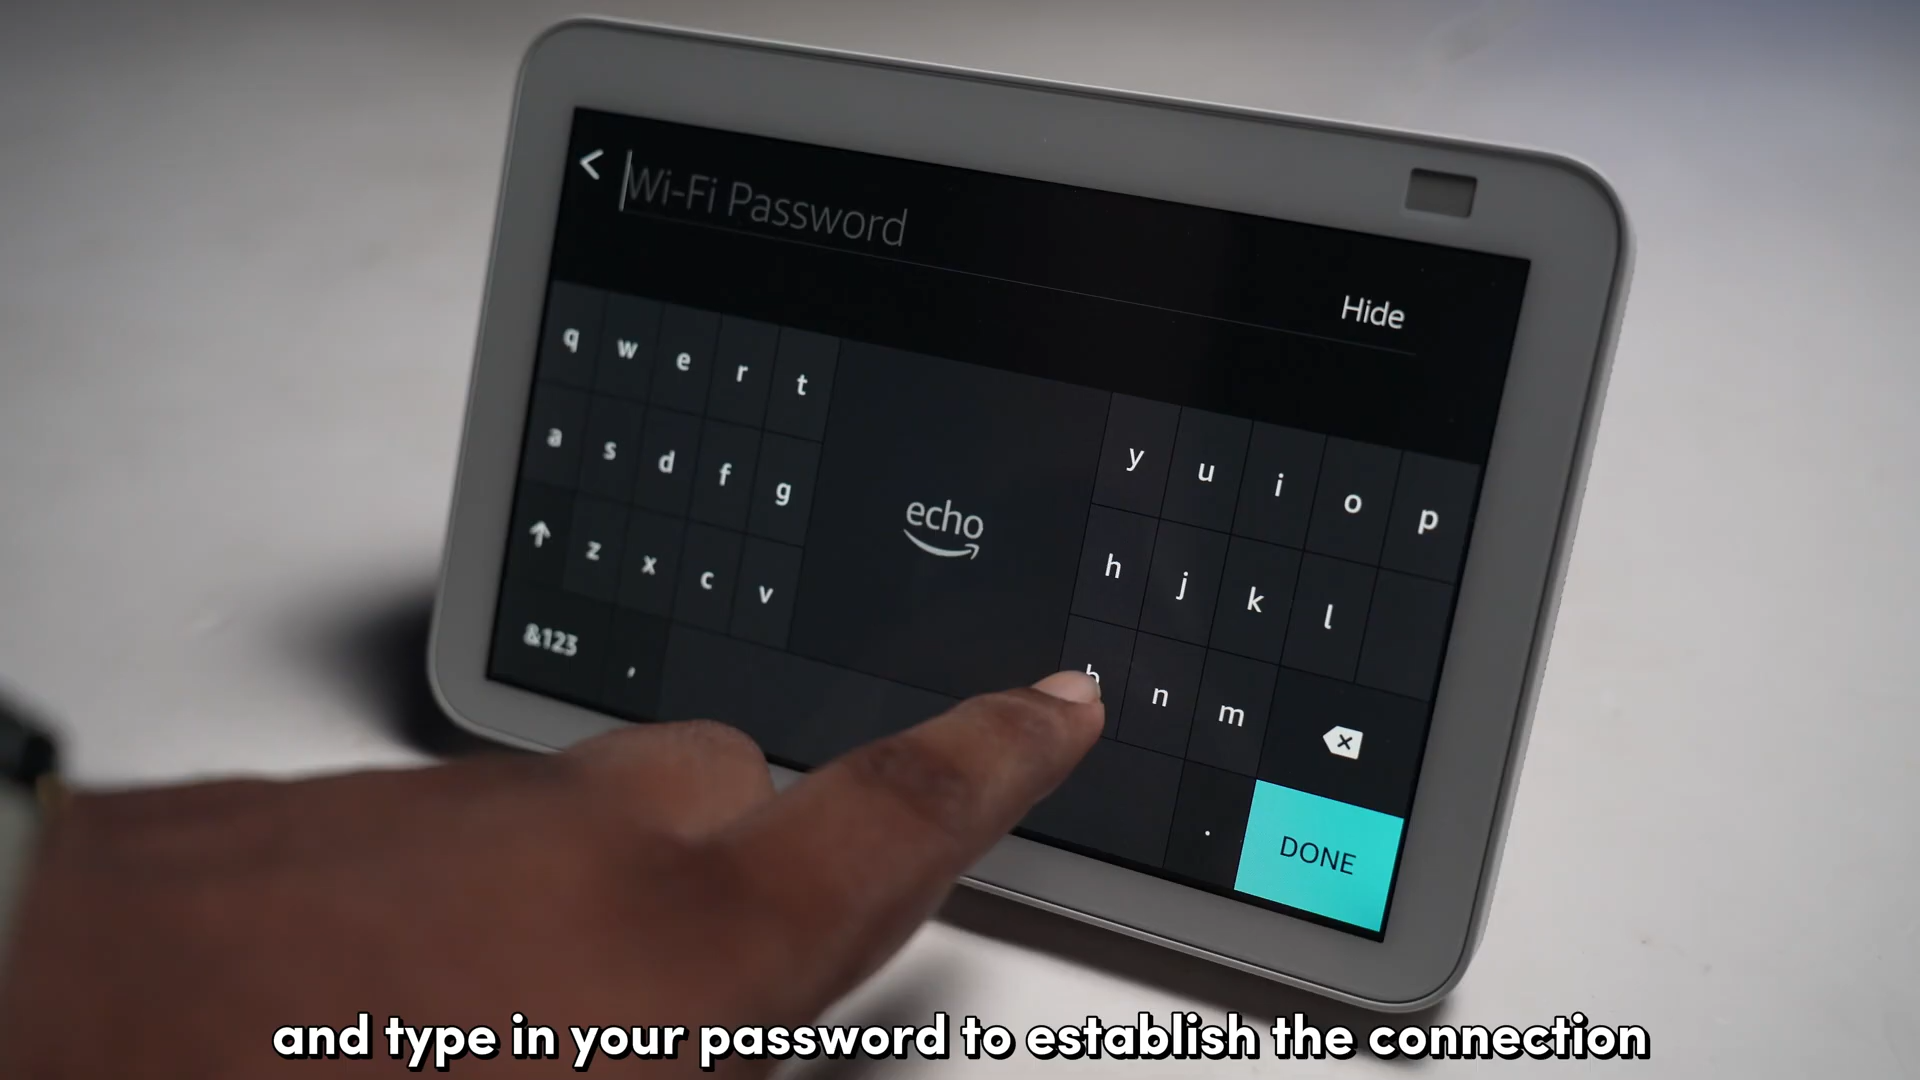 Wi-Fi Password
Hide
q w e r t y u i o p
a s d f g h j k l
z x c v b n m
&123 , . DONE
echo
and type in your password to establish the connection